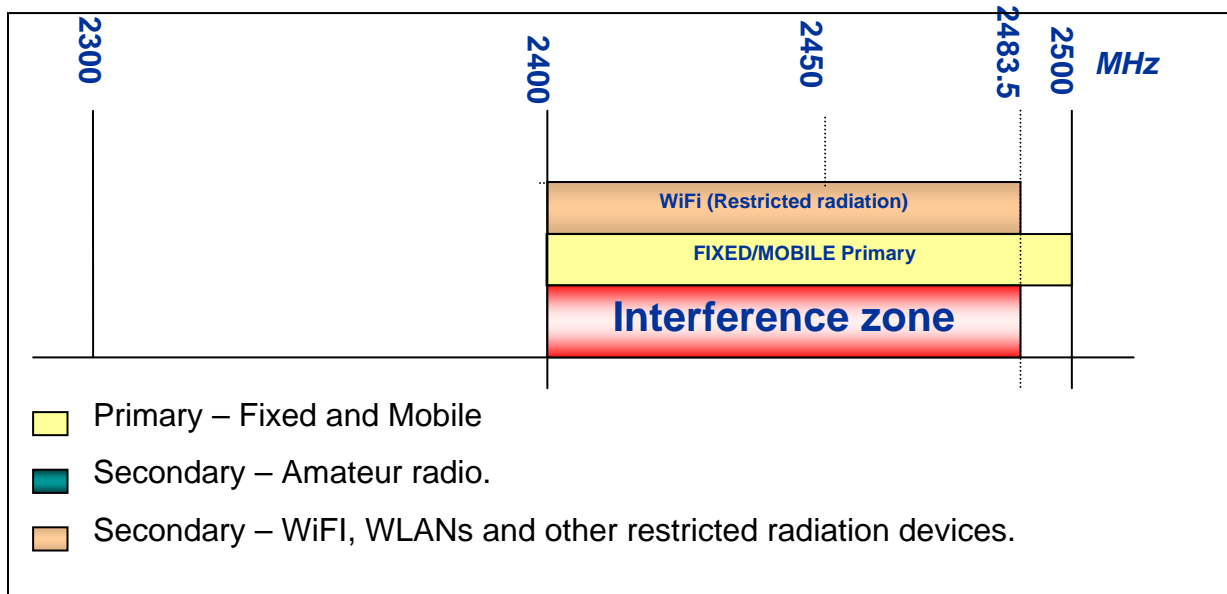 2300
2400
2450
2483.5
2500
MHz
WiFi (Restricted radiation)
FIXED/MOBILE Primary
Interference zone
Primary – Fixed and Mobile
Secondary – Amateur radio.
Secondary – WiFI, WLANs and other restricted radiation devices.